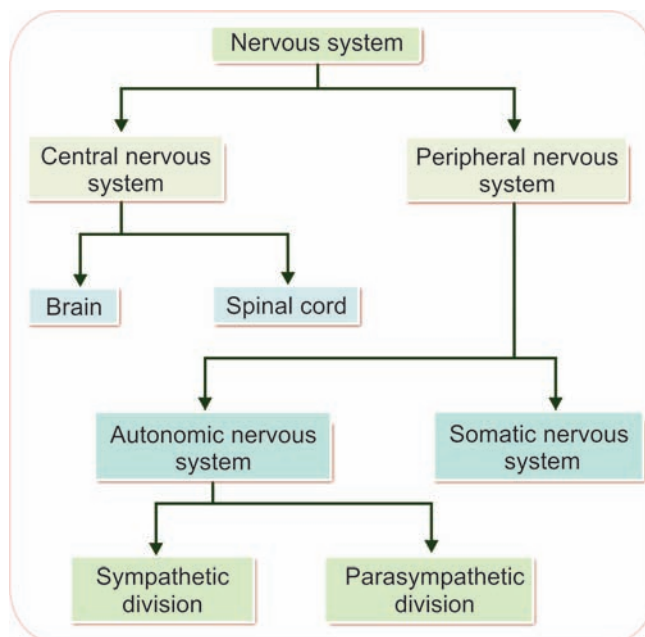 Nervous system
Central nervous
system
Peripheral nervous
system
Brain
Spinal cord
Autonomic nervous
system
Somatic nervous
system
Sympathetic
division
Parasympathetic
division